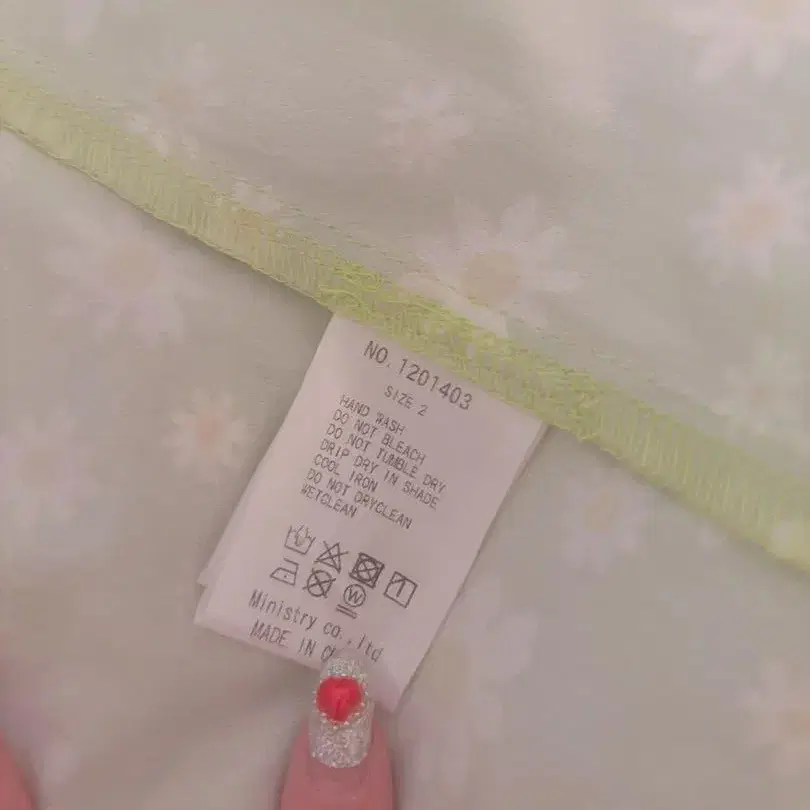 NO.1201403
SIZE 2
HAND WASH
DO NOT BLEACH
DO NOT TUMBLE DRY
DRIP DRY IN SHADE
COOL IRON
DO NOT DRYCLEAN
WETCLEAN
W
Ministry co.,ltd
MADE IN